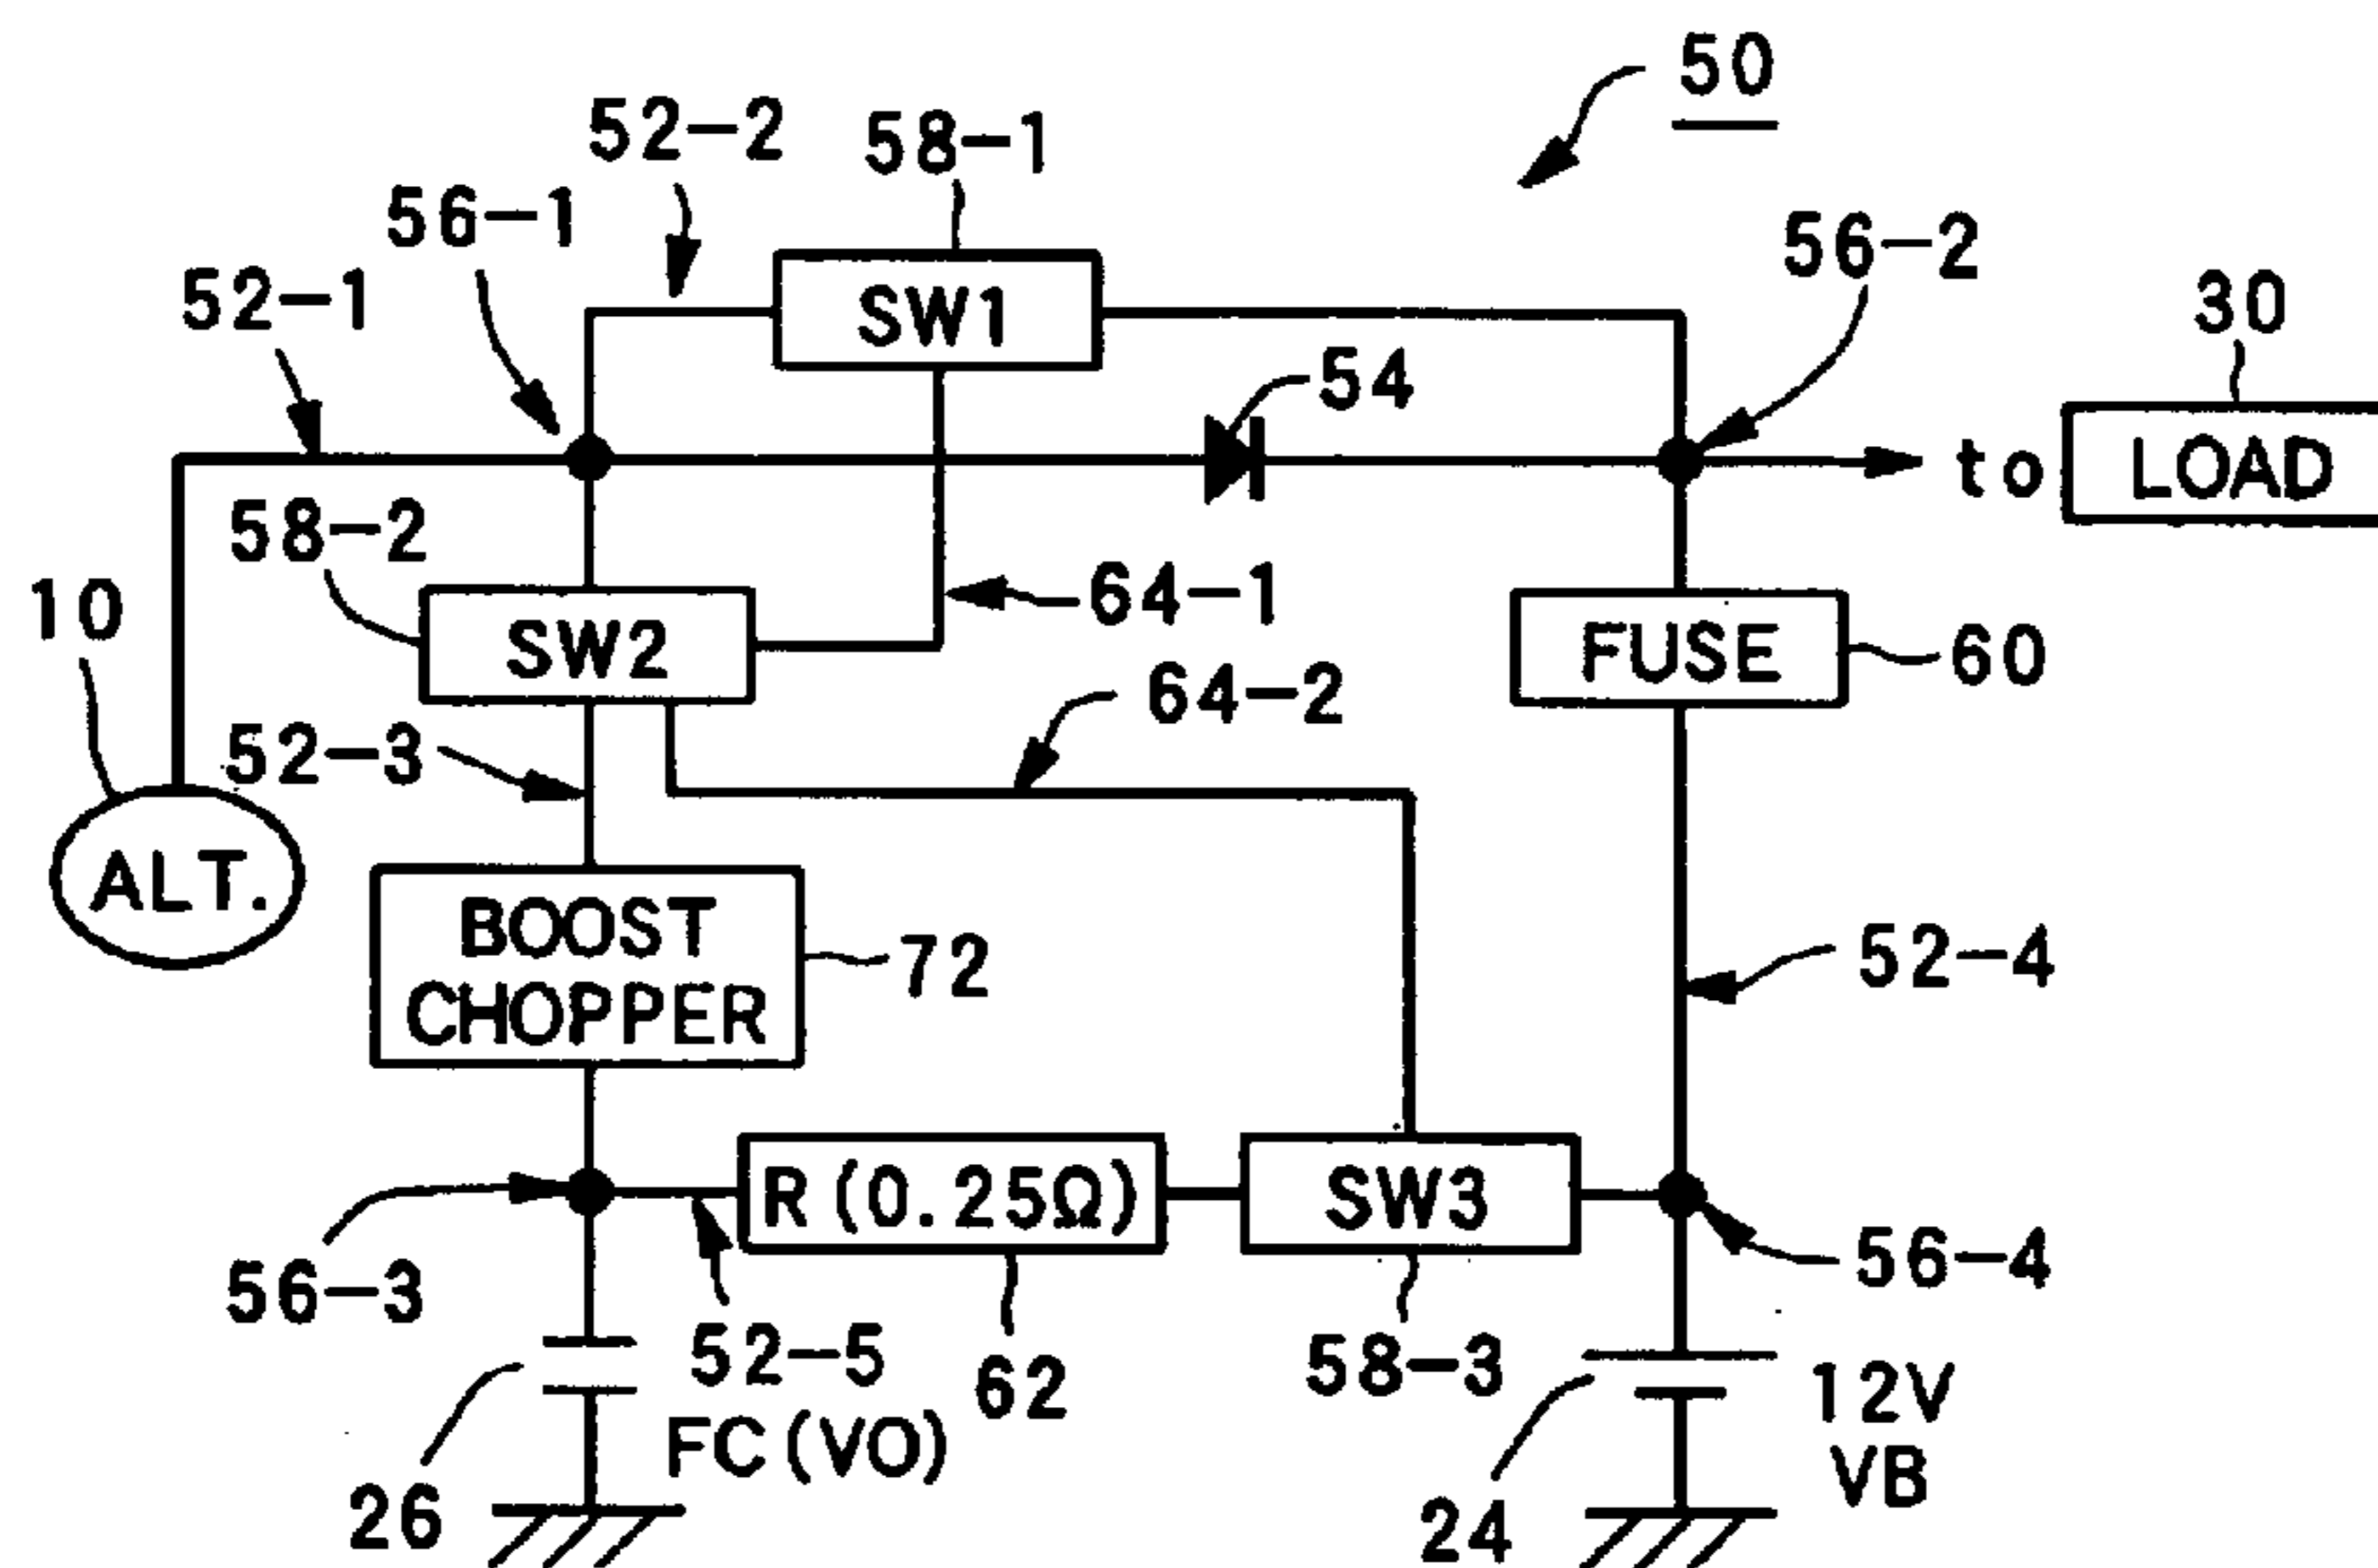 50
52-2
58-1
56-1
56-2
52-1
SW1
30
54
to
LOAD
58-2
10
64-1
SW2
FUSE
60
64-2
52-3
ALT.
BOOST
CHOPPER
72
52-4
R(0.25Ω)
SW3
56-3
56-4
52-5
62
58-3
12V
VB
FC(VO)
26
24